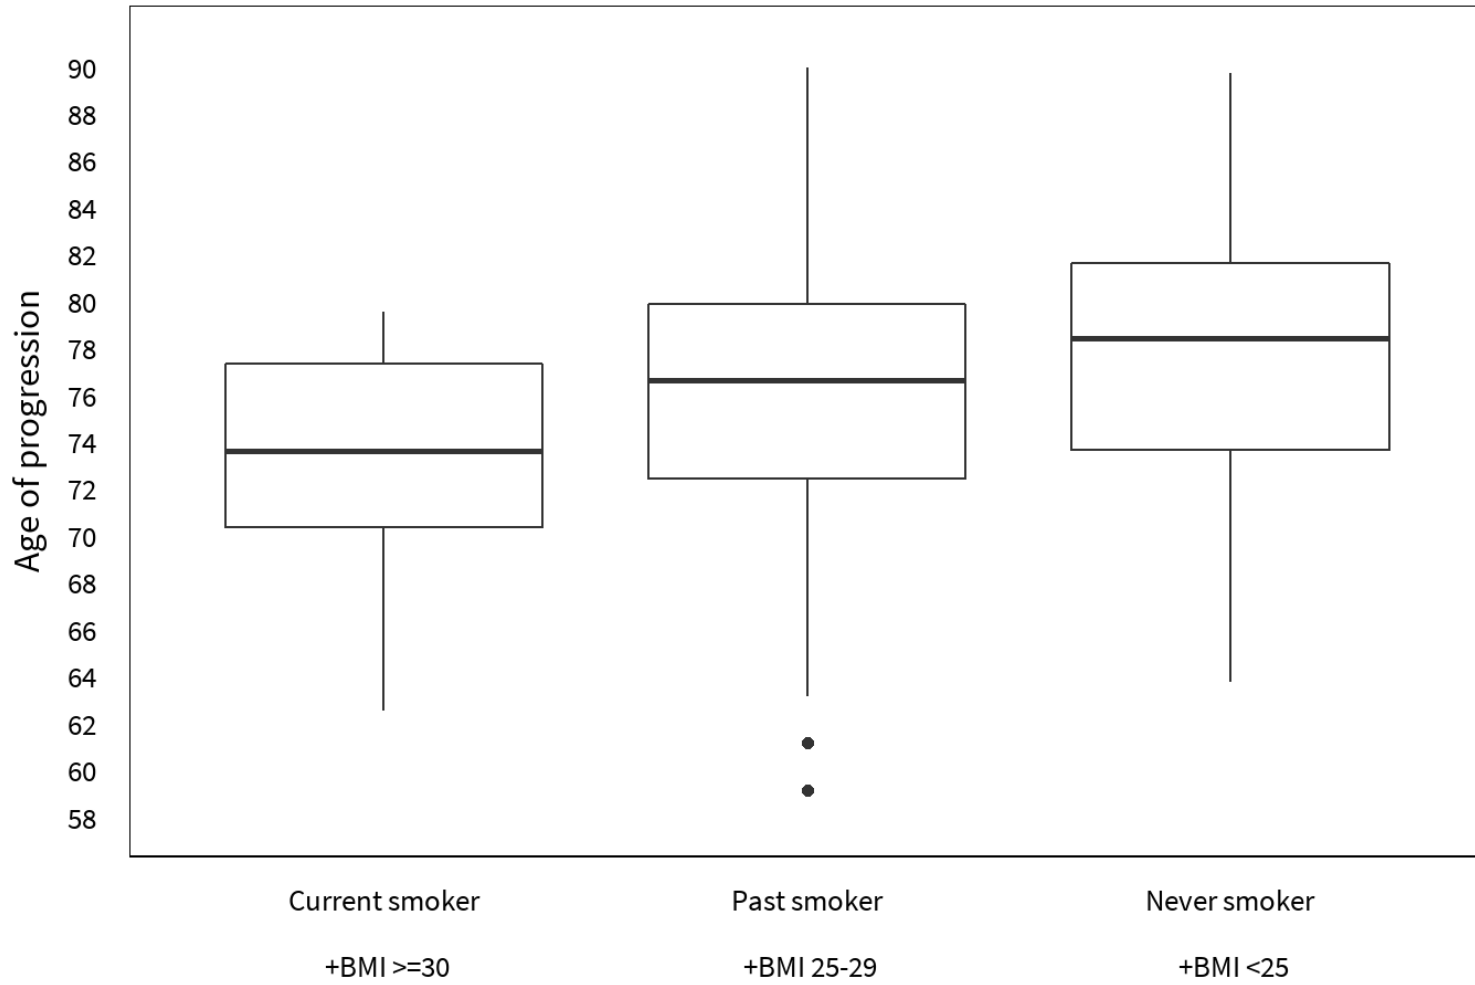 Age of progression
90
88
86
84
82
80
78
76
74
72
70
68
66
64
62
60
58
Current smoker
Past smoker
Never smoker
+BMI >=30
+BMI 25-29
+BMI <25